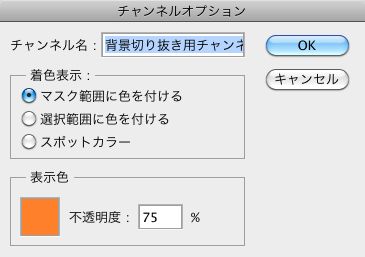 チャンネルオプション
チャンネル名：背景切り抜き用チャンネ
OK
キャンセル
着色表示：
マスク範囲に色を付ける
選択範囲に色を付ける
スポットカラー
表示色
不透明度：75 %